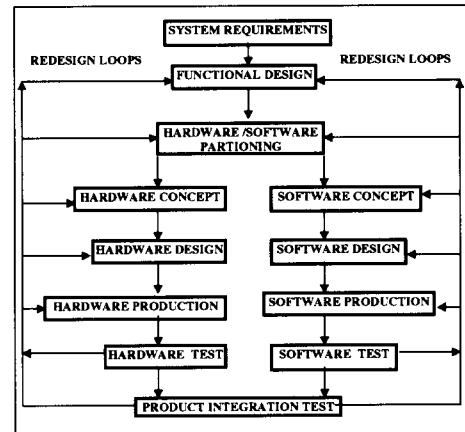 SYSTEM REQUIREMENTS
REDESIGN LOOPS
REDESIGN LOOPS
FUNCTIONAL DESIGN
HARDWARE /SOFTWARE
PARTIONING
HARDWARE CONCEPT
SOFTWARE CONCEPT
HARDWARE DESIGN
SOFTWARE DESIGN
HARDWARE PRODUCTION
SOFTWARE PRODUCTION
HARDWARE TEST
SOFTWARE TEST
PRODUCT INTEGRATION TEST